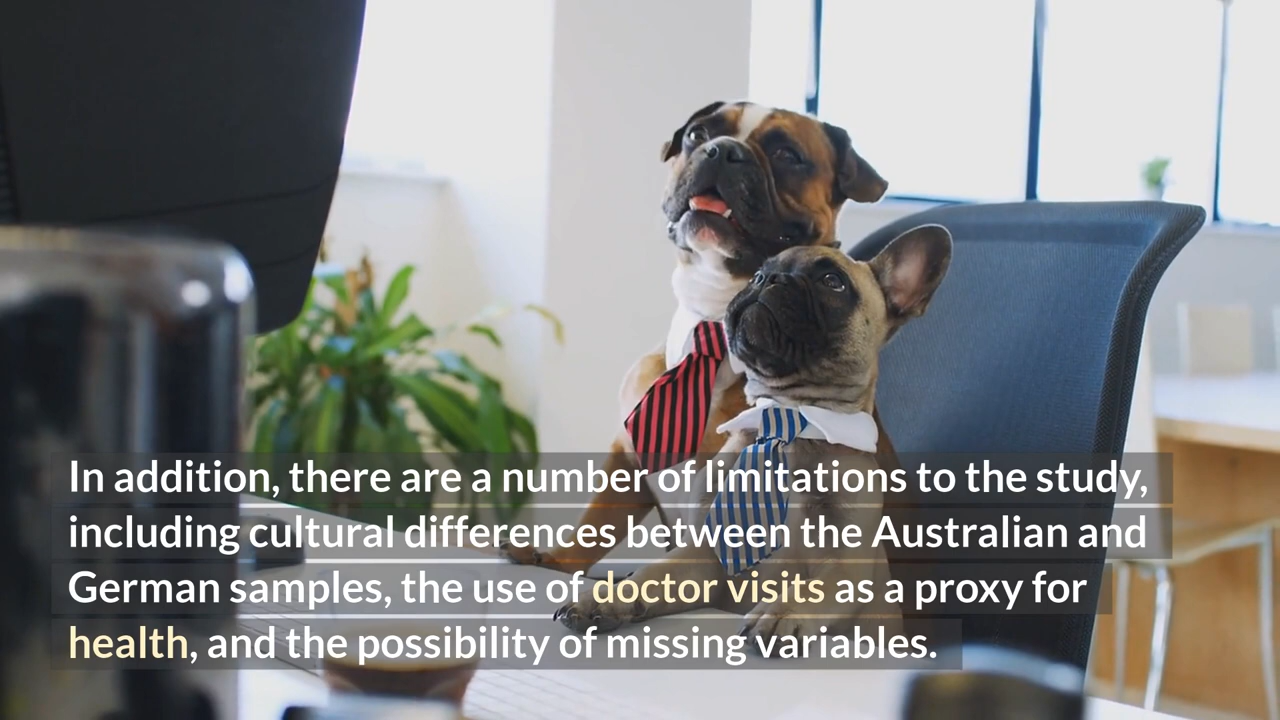 In addition, there are a number of limitations to the study,
including cultural differences between the Australian and
German samples, the use of doctor visits as a proxy for
health, and the possibility of missing variables.